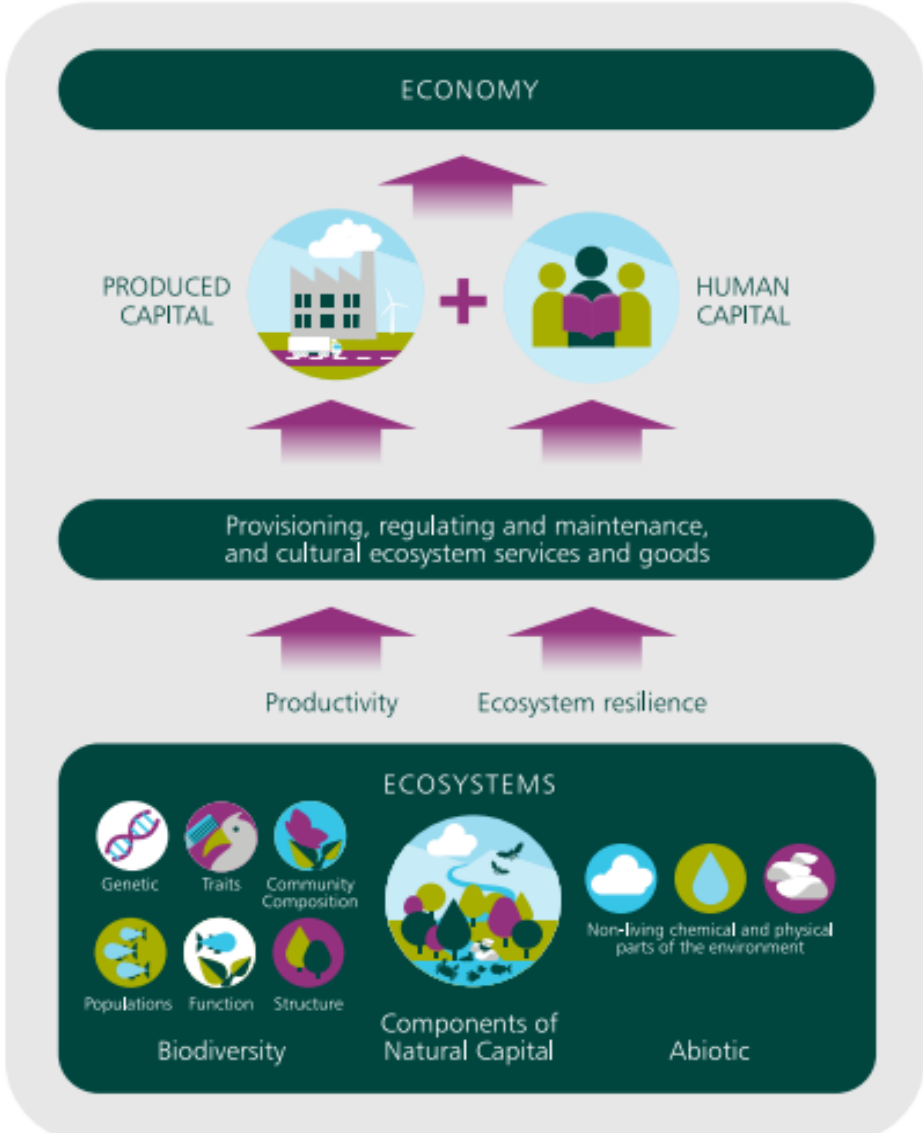 ECONOMY
PRODUCED
CAPITAL
HUMAN
CAPITAL
Provisioning, regulating and maintenance,
and cultural ecosystem services and goods
Productivity
Ecosystem resilience
ECOSYSTEMS
Genetic
Traits
Community
Composition
Populations
Function
Structure
Biodiversity
Components of
Natural Capital
Non-living chemical and physical
parts of the environment
Abiotic